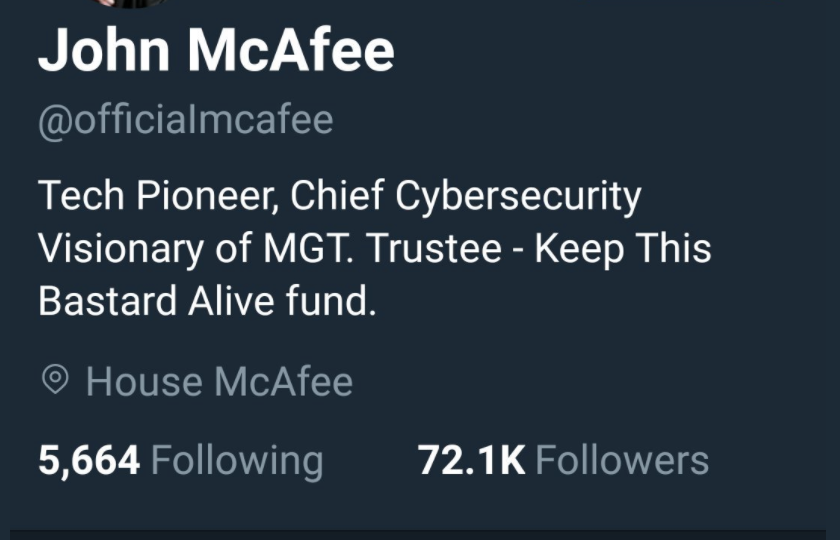 John McAfee
@officialmcafee
Tech Pioneer, Chief Cybersecurity
Visionary of MGT. Trustee - Keep This
Bastard Alive fund.
House McAfee
5,664 Following 72.1K Followers